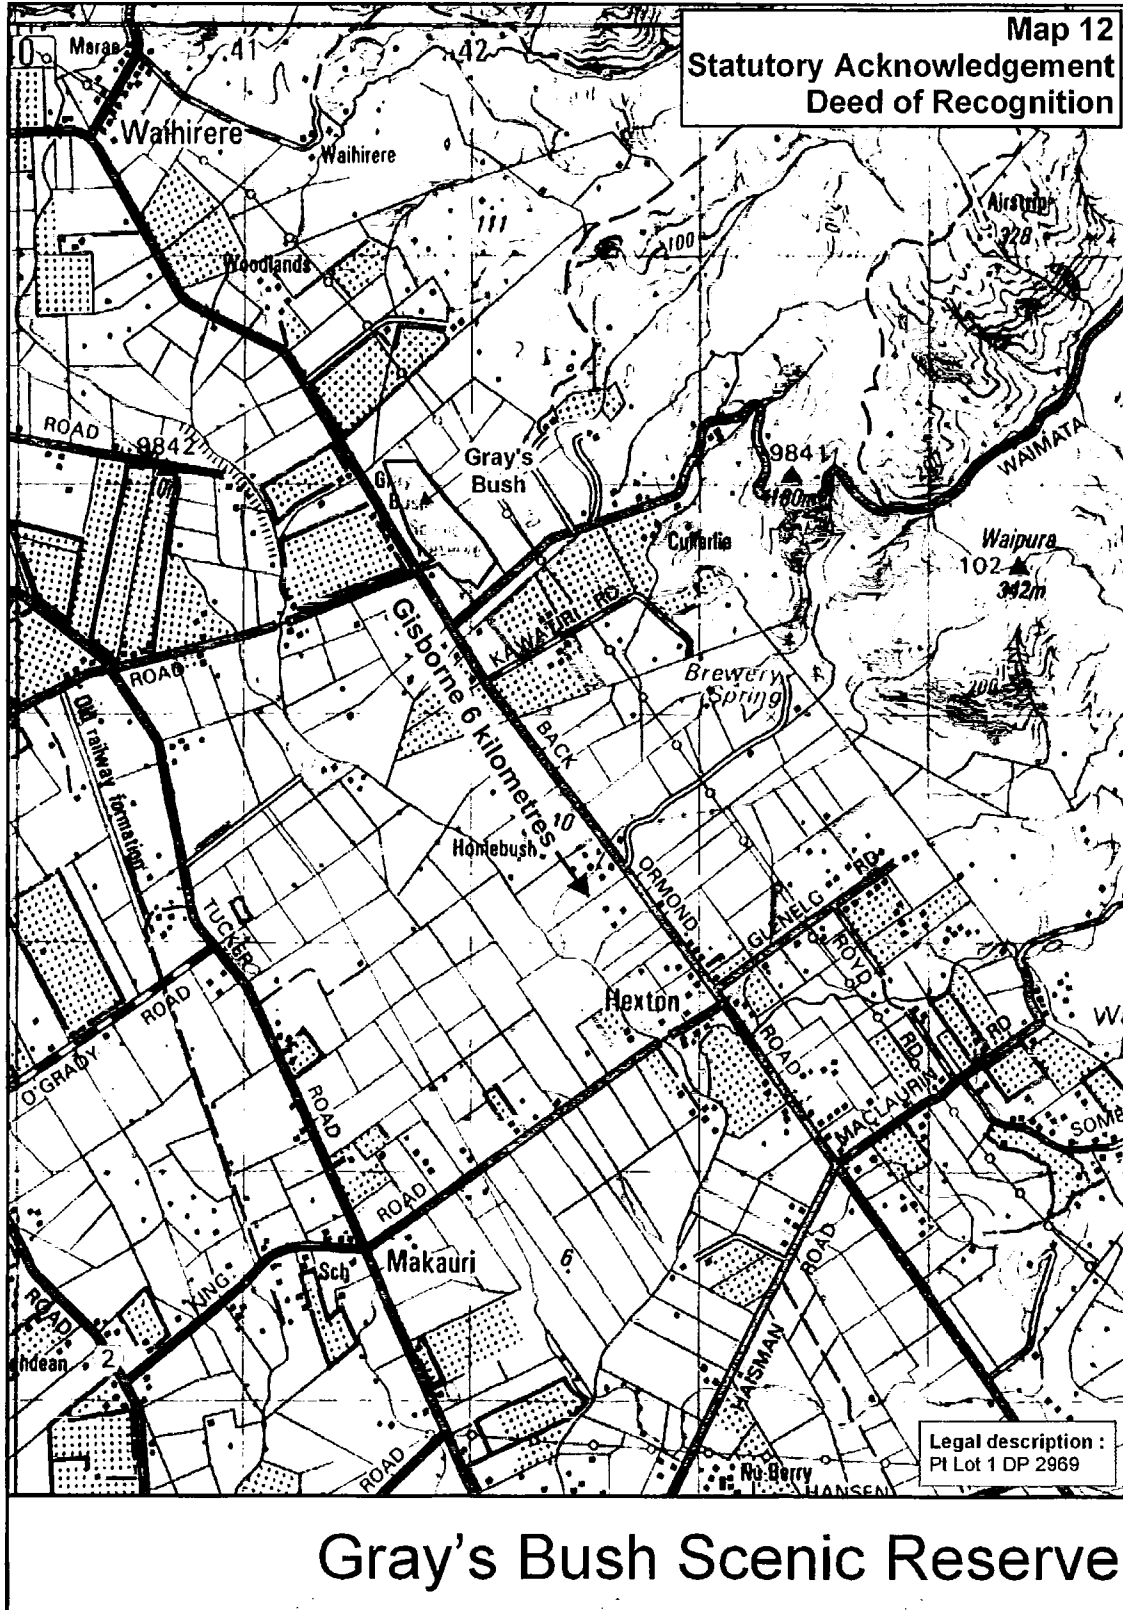 Map 12
Statutory Acknowledgement
Deed of Recognition
Marae
41
42
Waihirere
Waihirere
Airstrip
328
111
100
Woodlands
ROAD
9842
Gray's
Bush
9841
180m
WAIMATA
Waipura
102
342m
KAWATIRI RD
ROAD
Brewery
Spring
Old railway formation
Gisborne 6 kilometres
BACK
10
Homebush
ORMOND
GLENELG RD
TUCKER
ROYD
RD
Hexton
ROAD
O'GRADY
ROAD
MACLAURIN
RD
ROAD
ROAD
Makauri
6
Sch
KING
ROAD
HAISMAN
ROAD
2
ROAD
Nu-Berry
HANSEN
Legal description :
Pt Lot 1 DP 2969
Gray's Bush Scenic Reserve